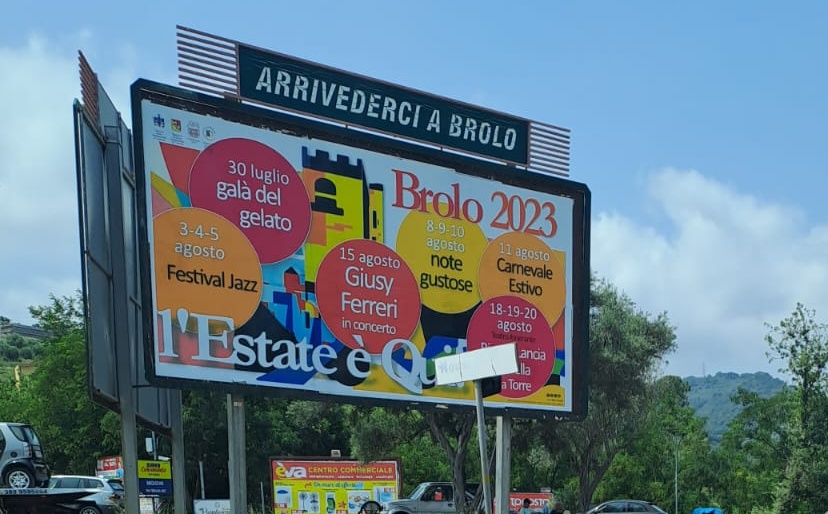 ARRIVEDERCI A BROLO
Brolo 2023
30 luglio
galà del
gelato
3-4-5
agosto
Festival Jazz
15 agosto
Giusy
Ferreri
in concerto
8-9-10
agosto
note
gustose
11 agosto
Carnevale
Estivo
18-19-20
agosto
Lancia
Torre
l'Estate è Qui
eva CENTRO COMMERCIALE